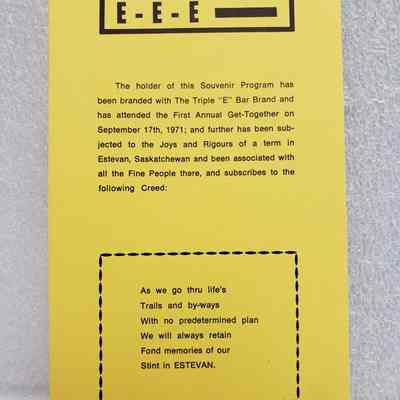 E - E - E —
The holder of this Souvenir Program has
been branded with The Triple "E" Bar Brand and
has attended the First Annual Get-Together on
September 17th, 1971; and further has been sub-
jected to the Joys and Rigours of a term in
Estevan, Saskatchewan and been associated with
all the Fine People there, and subscribes to the
following Creed:
As we go thru life's
Trails and by-ways
With no predetermined plan
We will always retain
Fond memories of our
Stint in ESTEVAN.